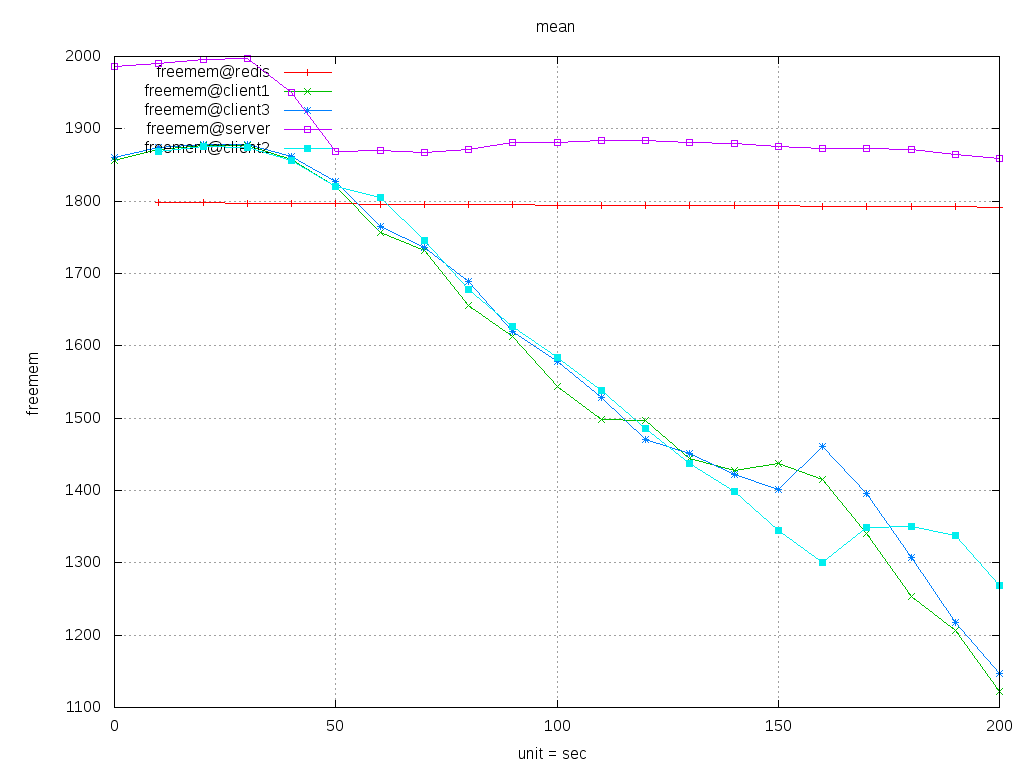 mean
2000
1900
1800
1700
1600
1500
1400
1300
1200
1100
freemem
freemem@redis
freemem@client1
freemem@client3
freemem@server
freemem@client2
0 50 100 150 200
unit = sec